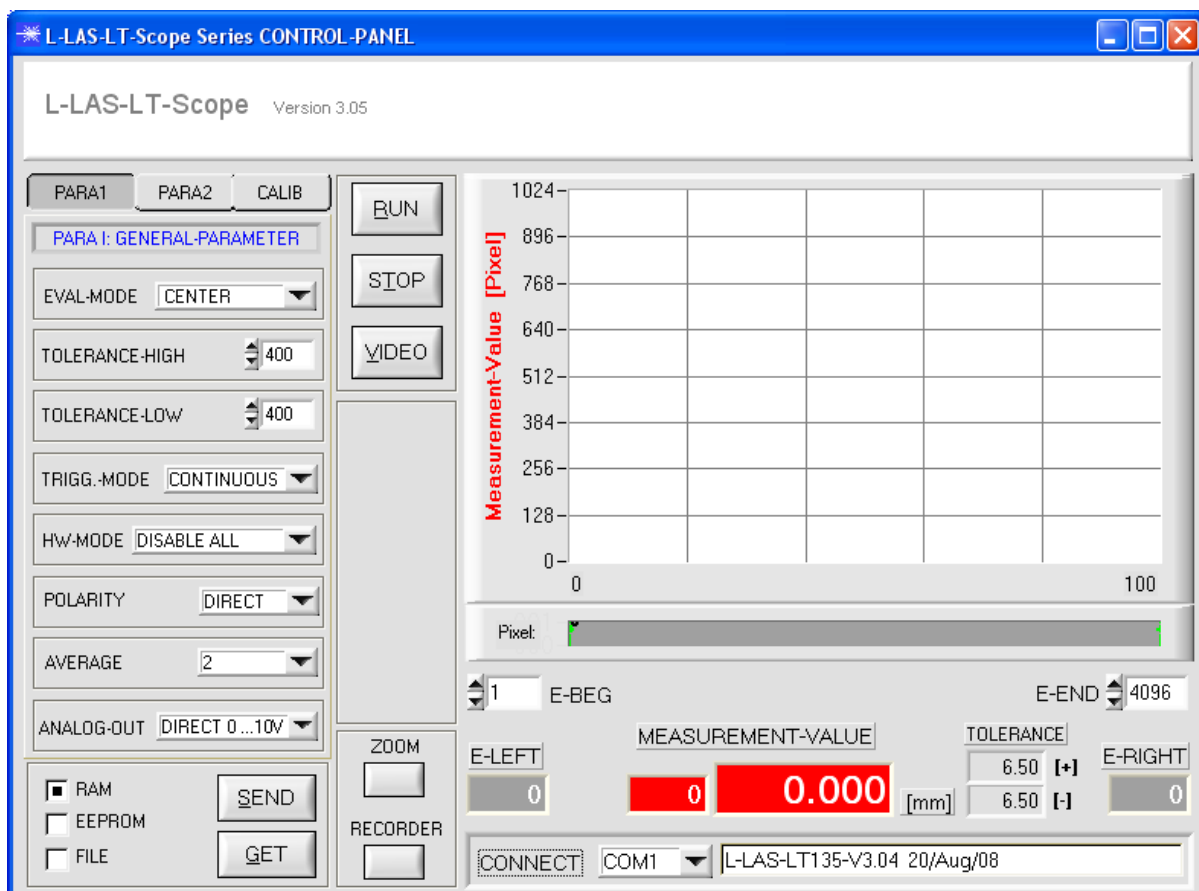 L-LAS-LT-Scope Series CONTROL-PANEL
L-LAS-LT-Scope Version 3.05
PARA1 PARA2 CALIB
PARA I: GENERAL-PARAMETER
EVAL-MODE CENTER
TOLERANCE-HIGH 400
TOLERANCE-LOW 400
TRIGG.-MODE CONTINUOUS
HW-MODE DISABLE ALL
POLARITY DIRECT
AVERAGE 2
ANALOG-OUT DIRECT 0...10V
RAM
EEPROM
FILE
SEND
GET
RUN
STOP
VIDEO
ZOOM
RECORDER
Measurement-Value [Pixel]
1024
896
768
640
512
384
256
128
0
0 100
Pixel:
1 E-BEG E-END 4096
E-LEFT
0
MEASUREMENT-VALUE
0 0.000 [mm]
TOLERANCE
6.50 [+]
6.50 [-]
E-RIGHT
0
CONNECT COM1 L-LAS-LT135-V3.04 20/Aug/08